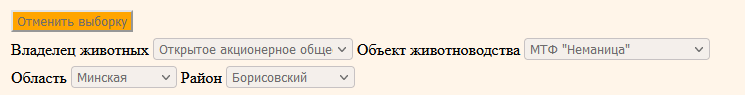 Отменить выборку
Владелец животных Открытое акционерное обще Объект животноводства МТФ "Неманица"
Область Минская Район Борисовский